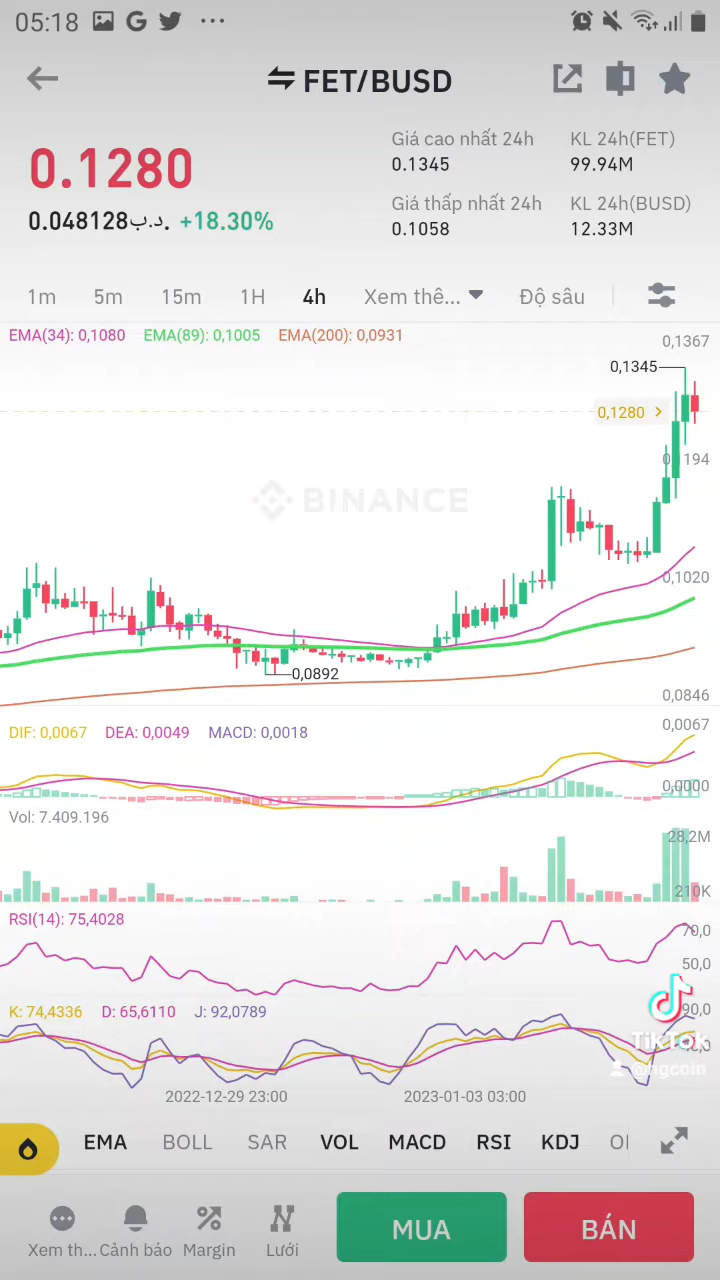 05:18
FET/BUSD
0.1280
0.048128د.ب. +18.30%
Giá cao nhất 24h
0.1345
KL 24h(FET)
99.94M
Giá thấp nhất 24h
0.1058
KL 24h(BUSD)
12.33M
1m 5m 15m 1H 4h Xem thê... Độ sâu
EMA(34): 0,1080 EMA(89): 0,1005 EMA(200): 0,0931
0,1367
0,1345
0,1280
0,1194
BINANCE
0,1020
0,0892
0,0846
DIF: 0,0067 DEA: 0,0049 MACD: 0,0018
0,0067
0,0000
Vol: 7.409.196
28,2M
210K
RSI(14): 75,4028
70,0
50,0
K: 74,4336 D: 65,6110 J: 92,0789
90,0
TikTok
@hgcoin
2022-12-29 23:00 2023-01-03 03:00
EMA BOLL SAR VOL MACD RSI KDJ
Xem th... Cảnh báo Margin Lưới
MUA
BÁN